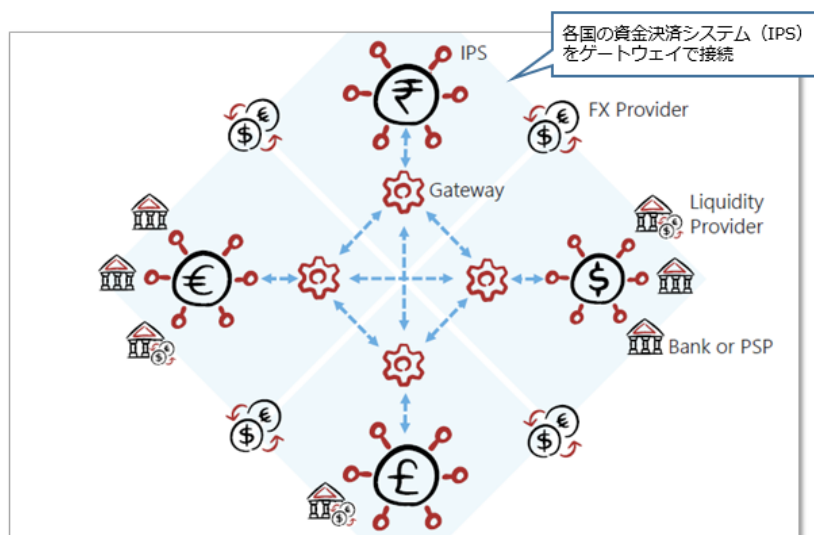 各国の資金決済システム（IPS）
をゲートウェイで接続
IPS
₹
€
$
FX Provider
€
$
Gateway
Liquidity
Provider
€
$
€
$
Bank or PSP
€
$
€
$
€
$
£
€
$